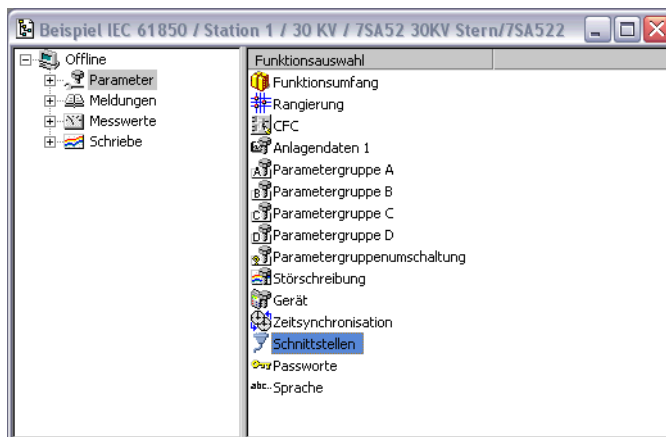 Beispiel IEC 61850 / Station 1 / 30 KV / 7SA52 30KV Stern/7SA522
Offline
Parameter
Meldungen
Messwerte
Schriebe
Funktionsauswahl
Funktionsumfang
Rangierung
CFC
Anlagendaten 1
Parametergruppe A
Parametergruppe B
Parametergruppe C
Parametergruppe D
Parametergruppenumschaltung
Störschreibung
Gerät
Zeitsynchronisation
Schnittstellen
Passworte
abc.. Sprache